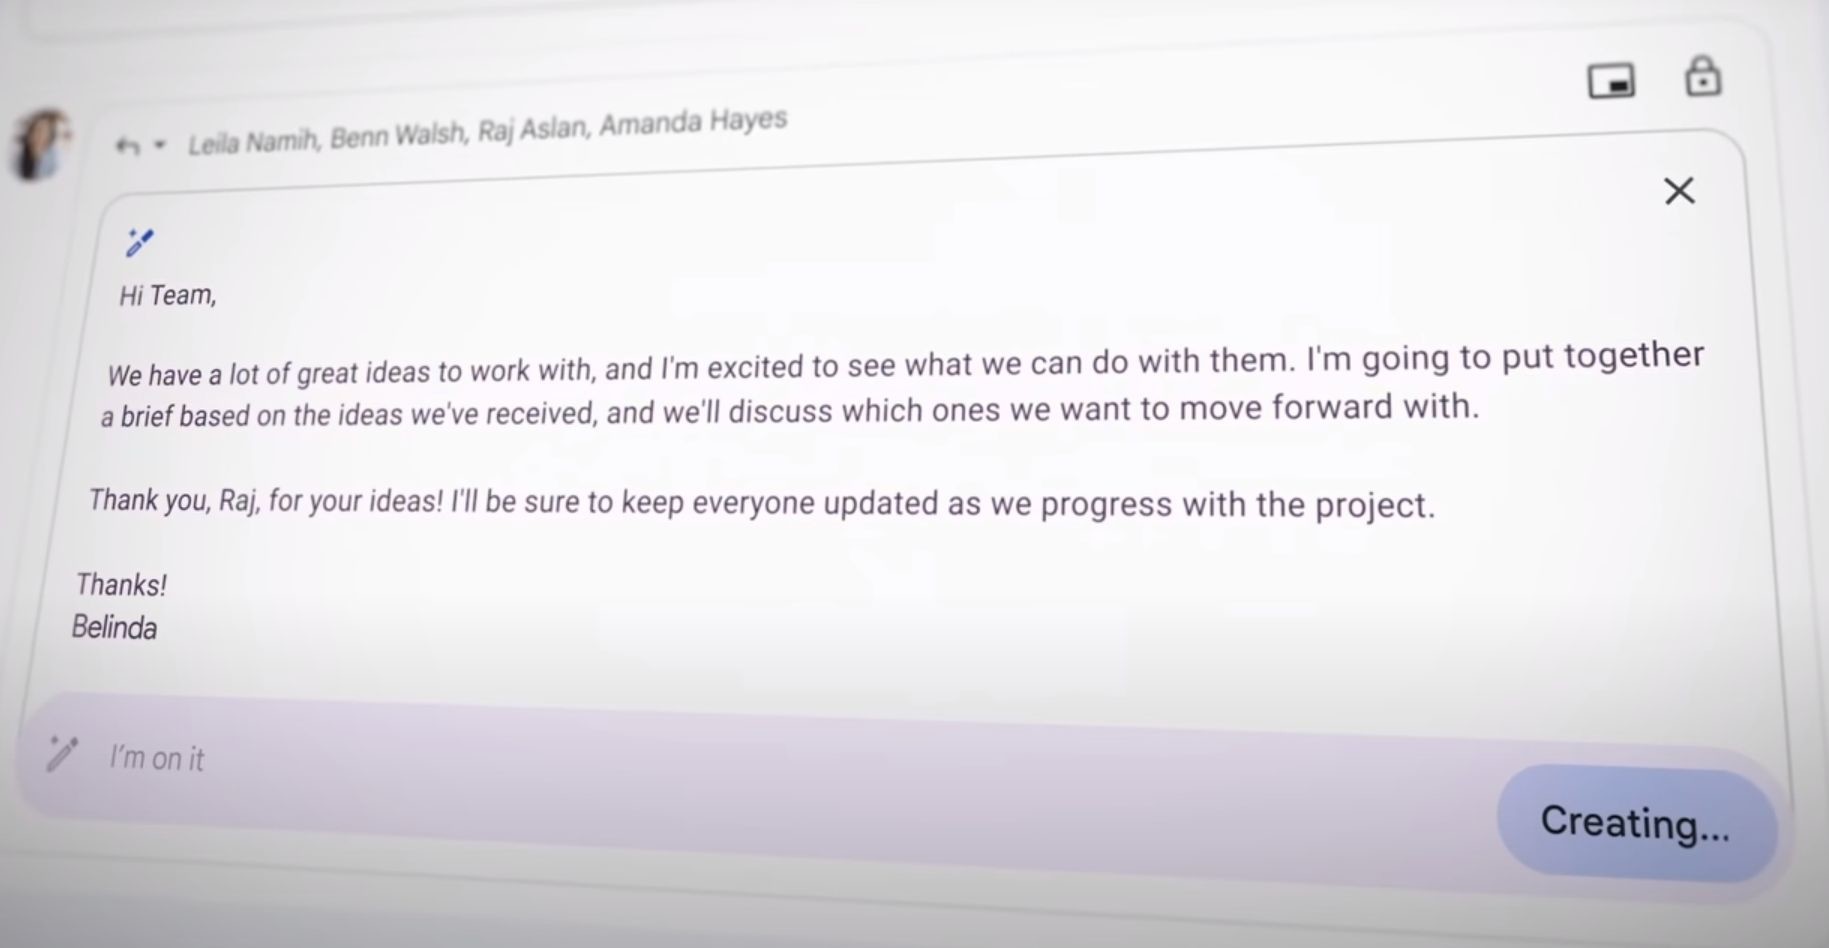 Leila Namih, Benn Walsh, Raj Aslan, Amanda Hayes
Hi Team,
We have a lot of great ideas to work with, and I'm excited to see what we can do with them. I'm going to put together
a brief based on the ideas we've received, and we'll discuss which ones we want to move forward with.
Thank you, Raj, for your ideas! I'll be sure to keep everyone updated as we progress with the project.
Thanks!
Belinda
I’m on it
Creating...